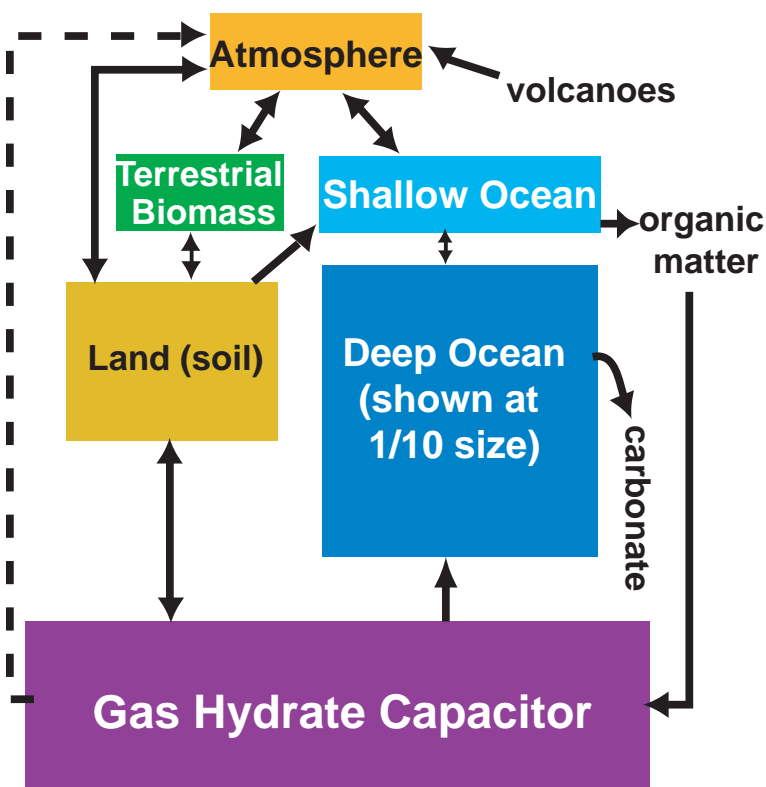 Atmosphere
volcanoes
Terrestrial
Biomass
Shallow Ocean
organic
matter
Land (soil)
Deep Ocean
(shown at
1/10 size)
carbonate
Gas Hydrate Capacitor